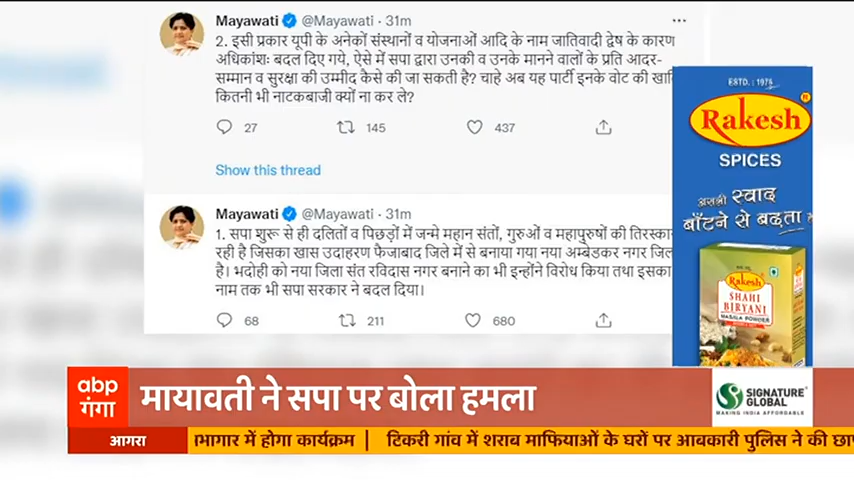 Mayawati @Mayawati · 31m
2. इसी प्रकार यूपी के अनेकों संस्थानों व योजनाओं आदि के नाम जातिवादी द्वेष के कारण
अधिकांशः बदल दिए गये, ऐसे में सपा द्वारा उनकी व उनके मानने वालों के प्रति आदर-
सम्मान व सुरक्षा की उम्मीद कैसे की जा सकती है? चाहे अब यह पार्टी इनके वोट की
कितनी भी नाटकबाजी क्यों ना कर ले?
27 145 437
Show this thread
Mayawati @Mayawati · 31m
1. सपा शुरू से ही दलितों व पिछड़ों में जन्मे महान संतों, गुरुओं व महापुरुषों की
रही है जिसका खास उदाहरण फैजाबाद जिले में से बनाया गया नया अम्बेडकर नगर
है। भदोही को नया जिला संत रविदास नगर बनाने का भी इन्होंने विरोध किया तथा इसका
नाम तक भी सपा सरकार ने बदल दिया।
68 211 680
ESTD. : 1975
Rakesh
SPICES
असली स्वाद
बाँटने से बढ़ता
Rakesh
SHAHI
BIRYANI
MASALA POWDER
abp
गंगा
मायावती ने सपा पर बोला हमला
SIGNATURE
GLOBAL
MAKING INDIA AFFORDABLE
आगरा
भागार में होगा कार्यक्रम | टिकरी गांव में शराब माफियाओं के घरों पर आबकारी पुलिस ने की